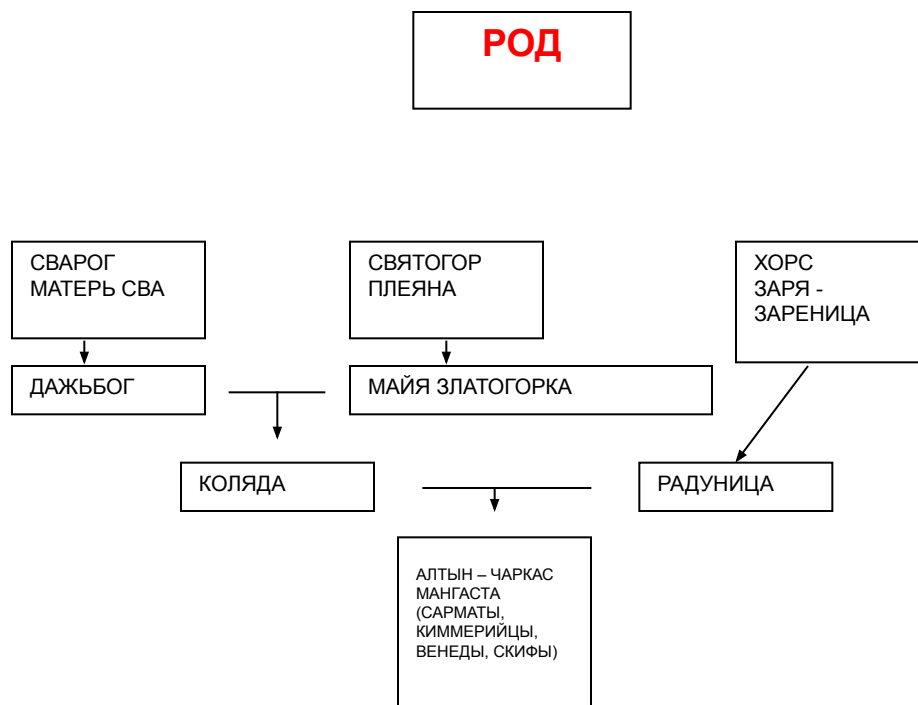 РОД
СВАРОГ
МАТЕРЬ СВА
СВЯТОГОР
ПЛЕЯНА
ХОРС
ЗАРЯ -
ЗАРЕНИЦА
ДАЖЬБОГ
МАЙЯ ЗЛАТОГОРКА
КОЛЯДА
РАДУНИЦА
АЛТЫН – ЧАРКАС
МАНГАСТА
(САРМАТЫ,
КИММЕРИЙЦЫ,
ВЕНЕДЫ, СКИФЫ)